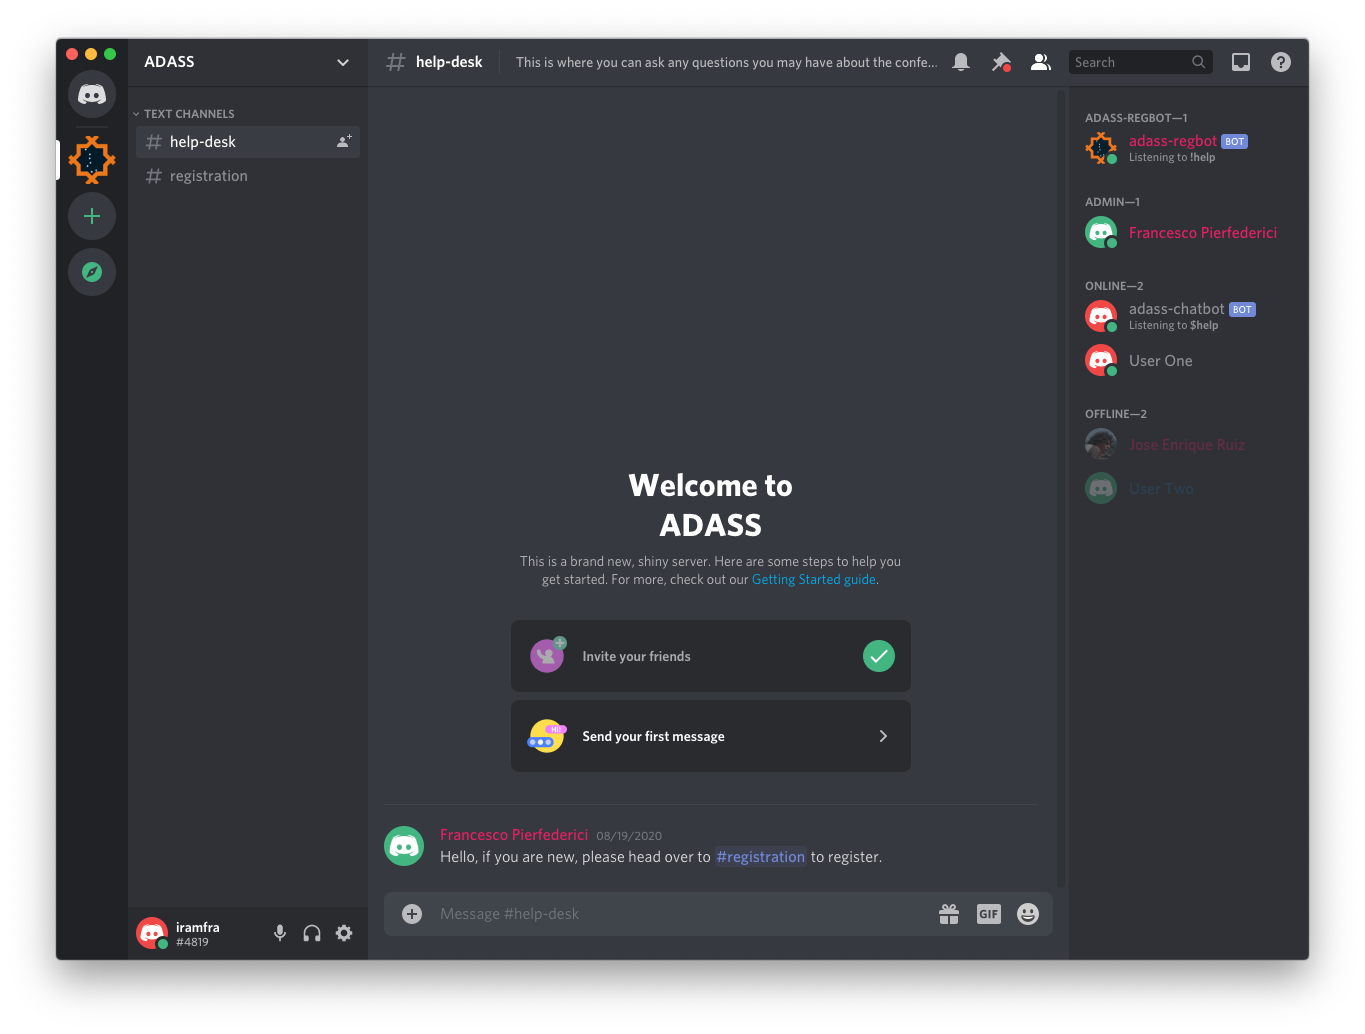 ADASS
TEXT CHANNELS
# help-desk
# registration
iramfra
#4819
# help-desk
This is where you can ask any questions you may have about the confe...
Search
Welcome to
ADASS
This is a brand new, shiny server. Here are some steps to help you
get started. For more, check out our Getting Started guide.
Invite your friends
HI!
Send your first message
Francesco Pierfederici 08/19/2020
Hello, if you are new, please head over to #registration to register.
Message #help-desk
GIF
ADASS-REGBOT—1
adass-regbot BOT
Listening to !help
ADMIN—1
Francesco Pierfederici
ONLINE—2
adass-chatbot BOT
Listening to $help
User One
OFFLINE—2
Jose Enrique Ruiz
User Two